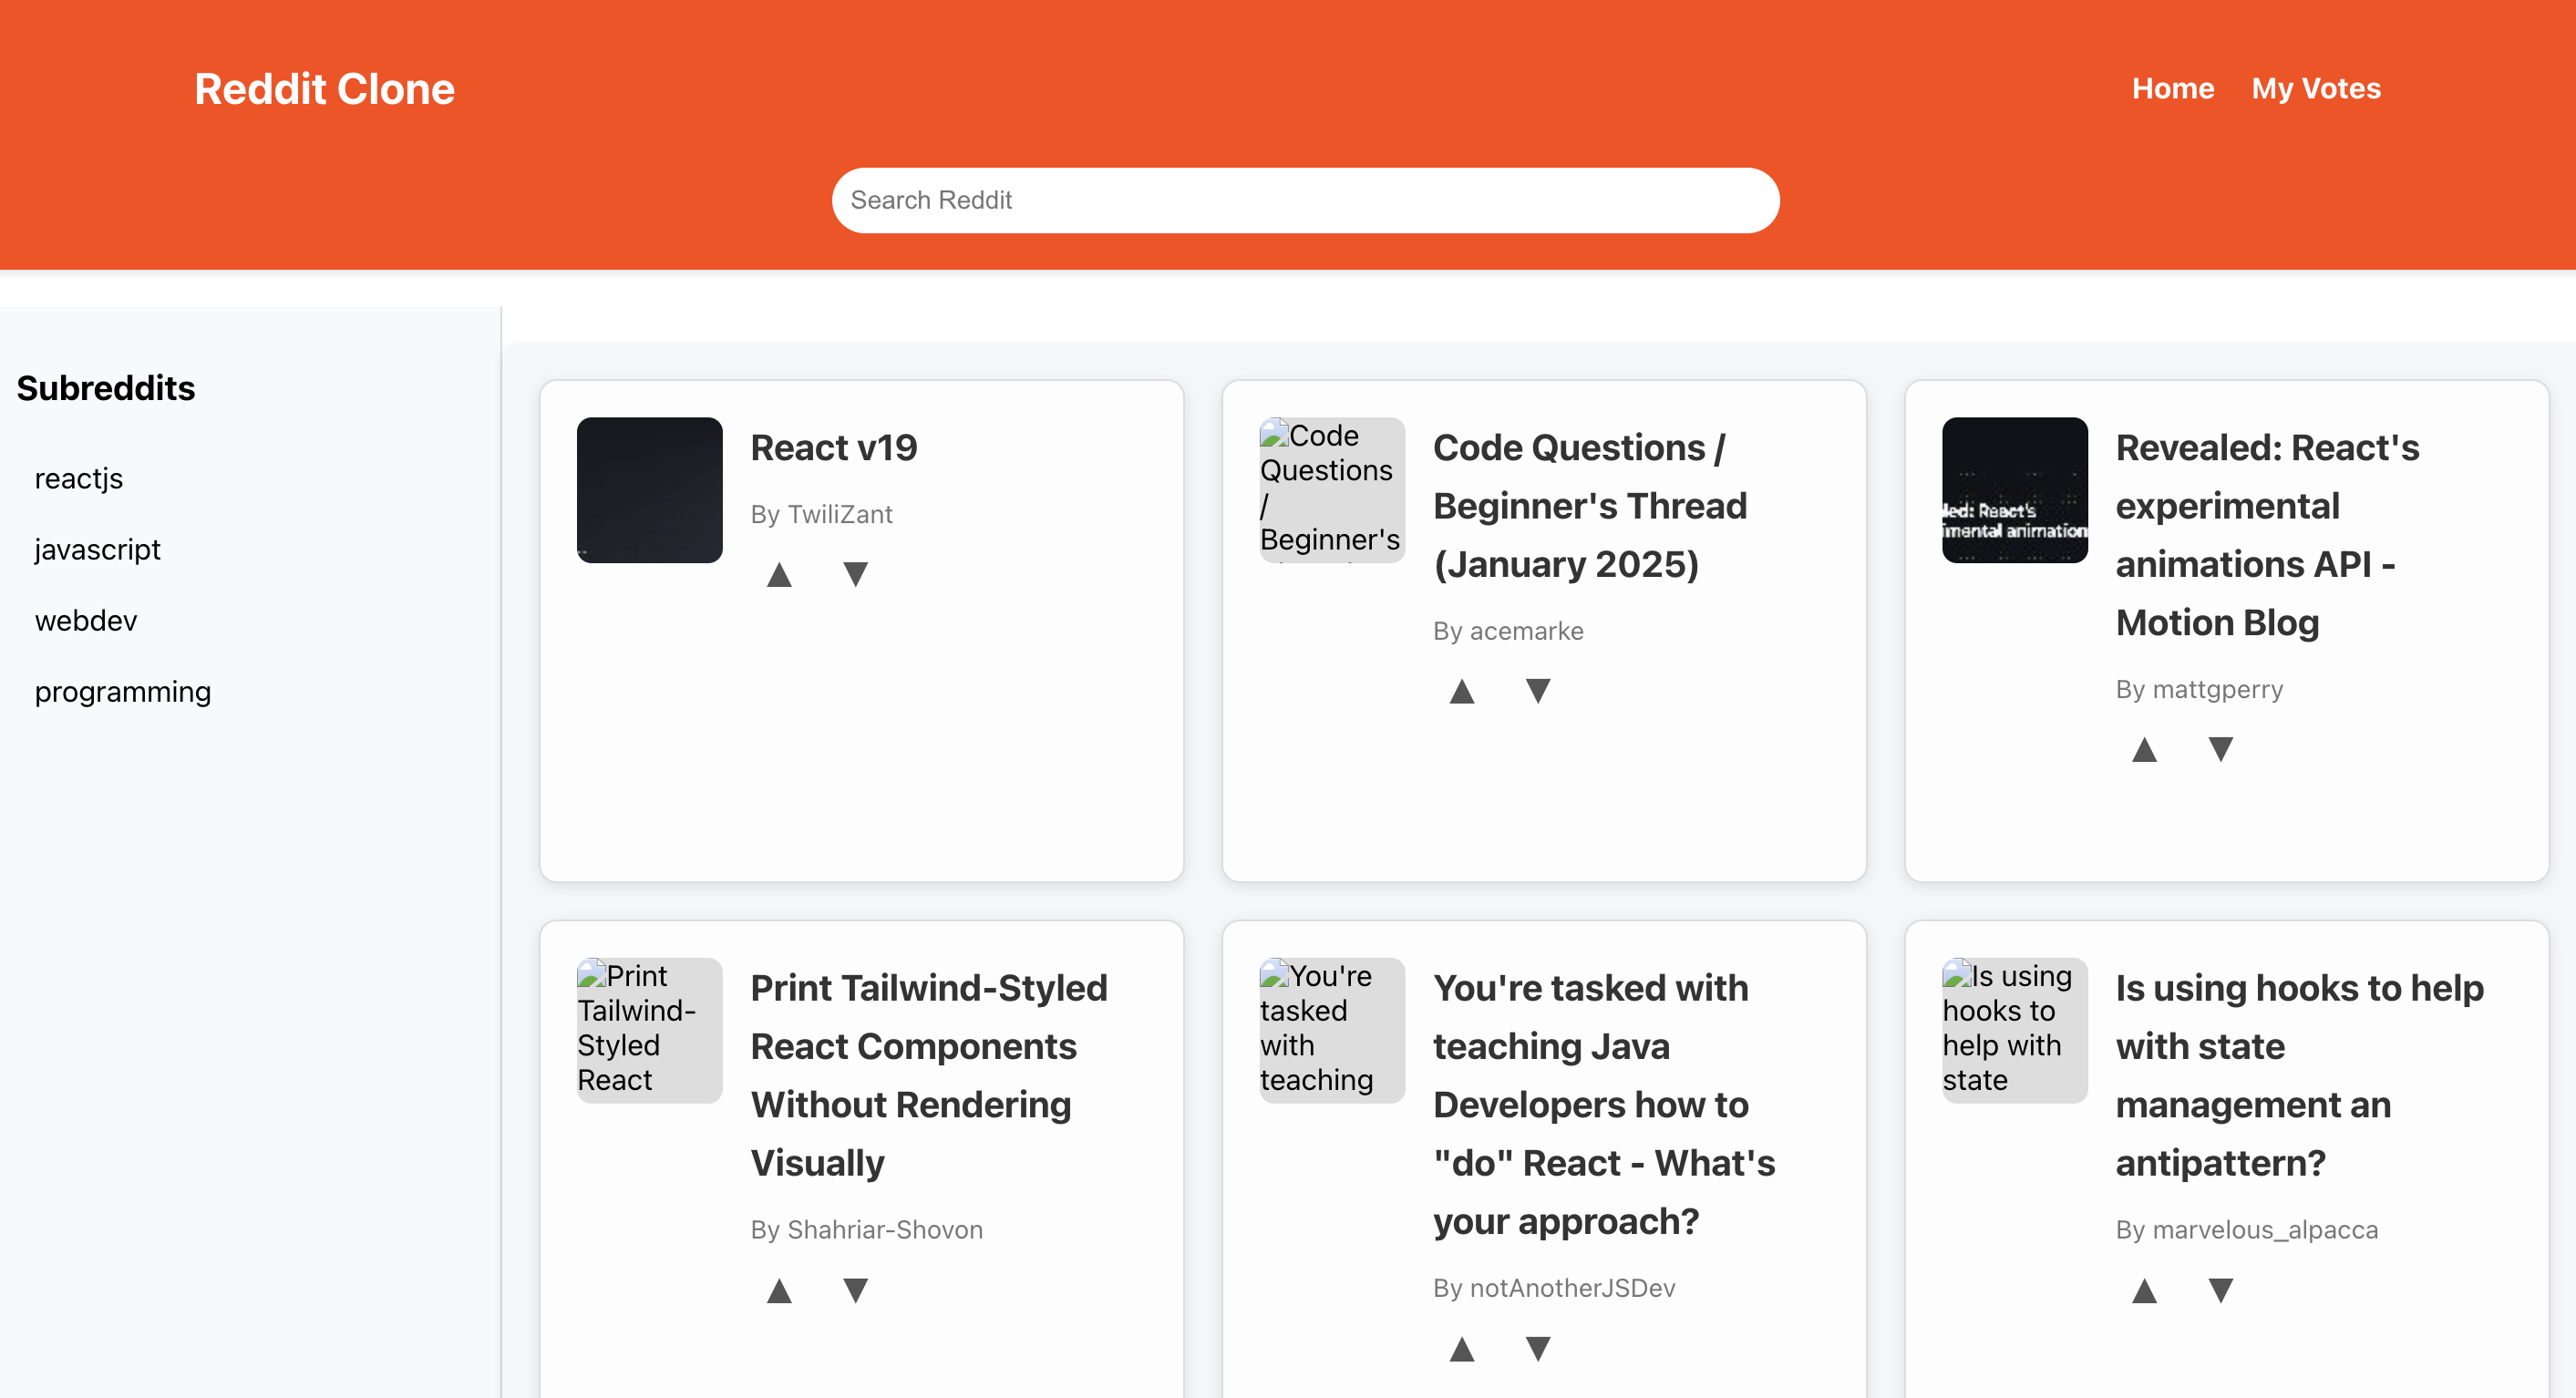 Reddit Clone
Home
My Votes
Search Reddit
Subreddits
reactjs
javascript
webdev
programming
React v19
By TwiliZant
▲ ▼
Code
Questions
/
Beginner's
Code Questions /
Beginner's Thread
(January 2025)
By acemarke
▲ ▼
led: React's
imental animation
Revealed: React's
experimental
animations API -
Motion Blog
By mattgperry
▲ ▼
Print
Tailwind-
Styled
React
Print Tailwind-Styled
React Components
Without Rendering
Visually
By Shahriar-Shovon
▲ ▼
You're
tasked
with
teaching
You're tasked with
teaching Java
Developers how to
"do" React - What's
your approach?
By notAnotherJSDev
▲ ▼
Is using
hooks to
help with
state
Is using hooks to help
with state
management an
antipattern?
By marvelous_alpacca
▲ ▼